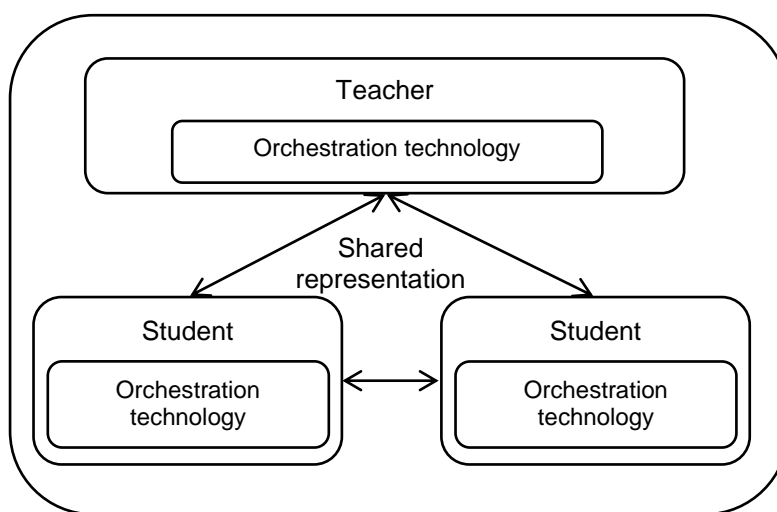 Teacher
Orchestration technology
Shared
representation
Student
Orchestration
technology
Student
Orchestration
technology